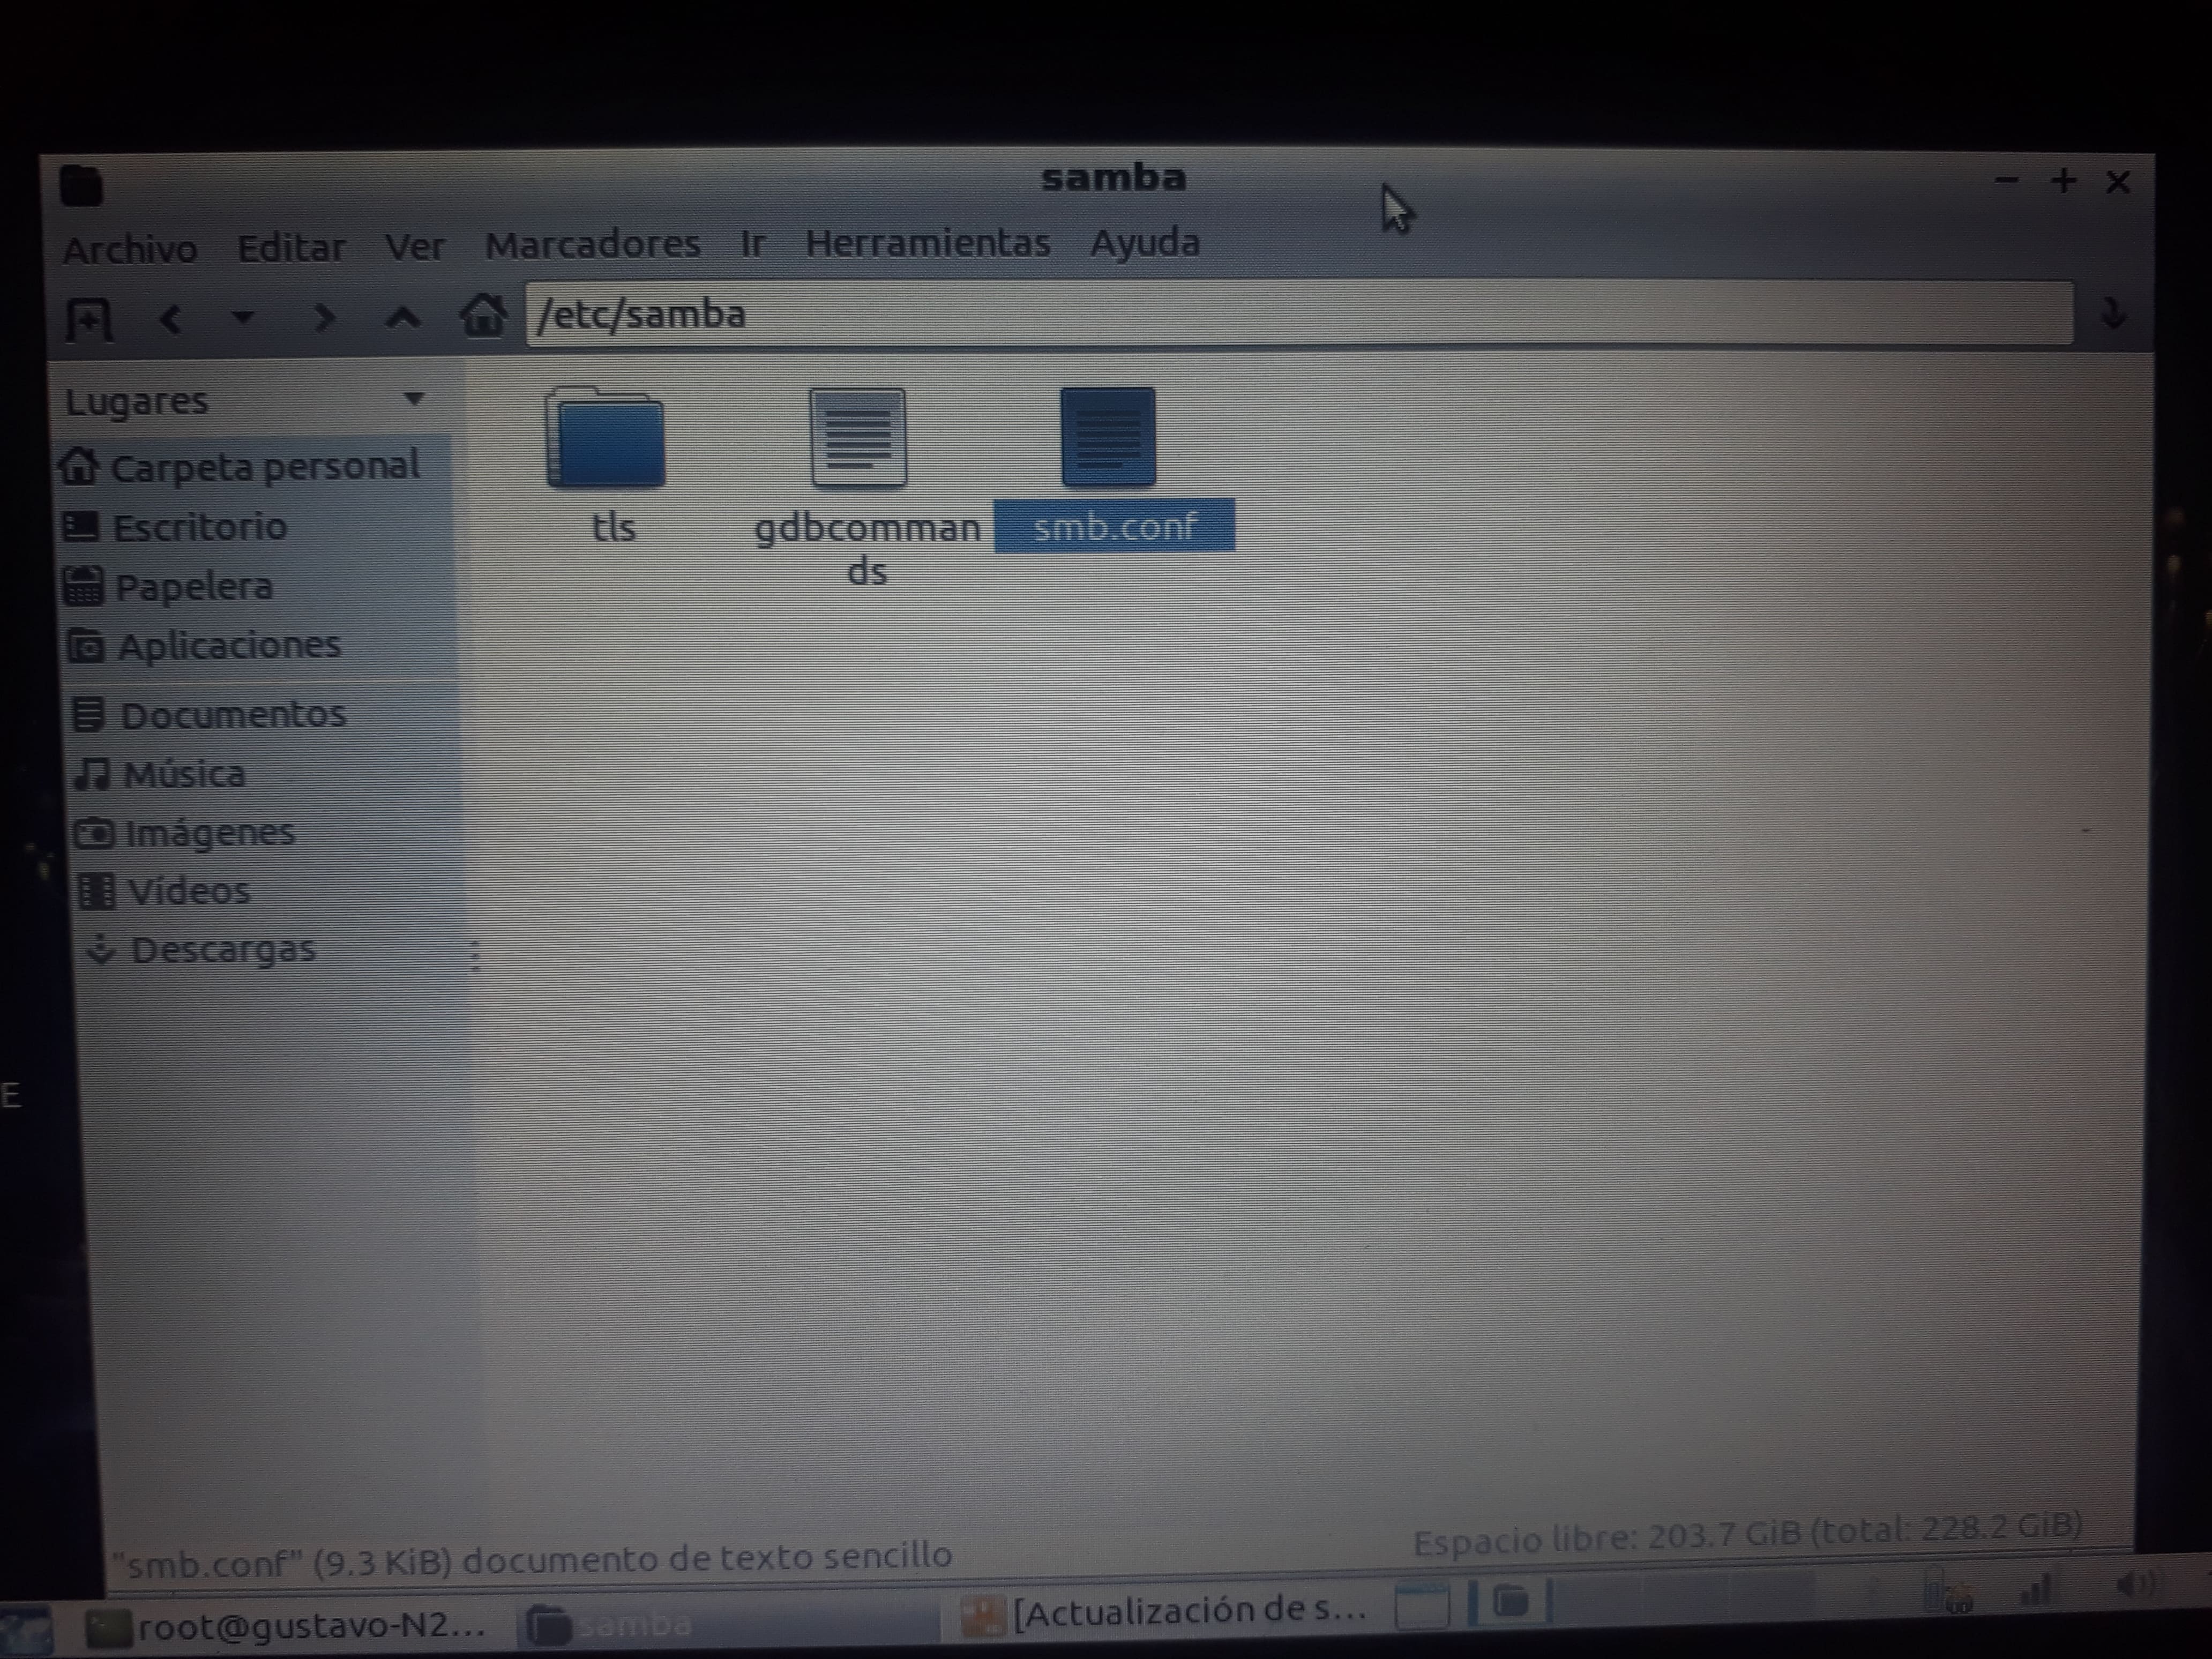 samba
Archivo Editar Ver Marcadores Ir Herramientas Ayuda
/etc/samba
Lugares
Carpeta personal
Escritorio
Papelera
Aplicaciones
Documentos
Música
Imágenes
Vídeos
Descargas
tls
gdbcomman
ds
smb.conf
E
"smb.conf" (9.3 KiB) documento de texto sencillo
Espacio libre: 203.7 GiB (total: 228.2 GiB)
root@gustavo-N2...
samba
[Actualización de s...